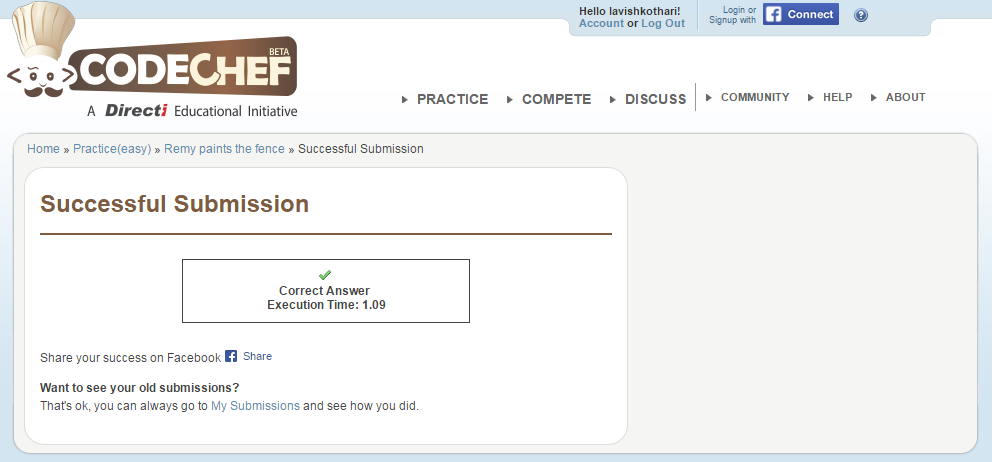 Hello lavishkothari!
Account or Log Out
Login or
Signup with
Connect
?
CODECHEF
BETA
A Directi Educational Initiative
PRACTICE COMPETE DISCUSS COMMUNITY HELP ABOUT
Home » Practice(easy) » Remy paints the fence » Successful Submission
Successful Submission
Correct Answer
Execution Time: 1.09
Share your success on Facebook Share
Want to see your old submissions?
That's ok, you can always go to My Submissions and see how you did.